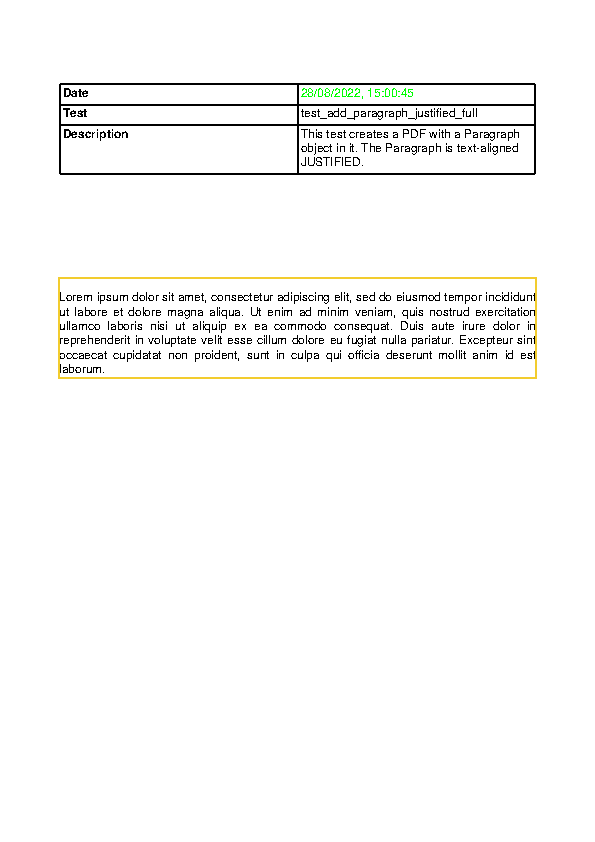 Date 28/08/2022, 15:00:45
Test test_add_paragraph_justified_full
Description This test creates a PDF with a Paragraph
object in it. The Paragraph is text-aligned
JUSTIFIED.
Lorem ipsum dolor sit amet, consectetur adipiscing elit, sed do eiusmod tempor incididunt
ut labore et dolore magna aliqua. Ut enim ad minim veniam, quis nostrud exercitation
ullamco laboris nisi ut aliquip ex ea commodo consequat. Duis aute irure dolor in
reprehenderit in voluptate velit esse cillum dolore eu fugiat nulla pariatur. Excepteur sint
occaecat cupidatat non proident, sunt in culpa qui officia deserunt mollit anim id est
laborum.